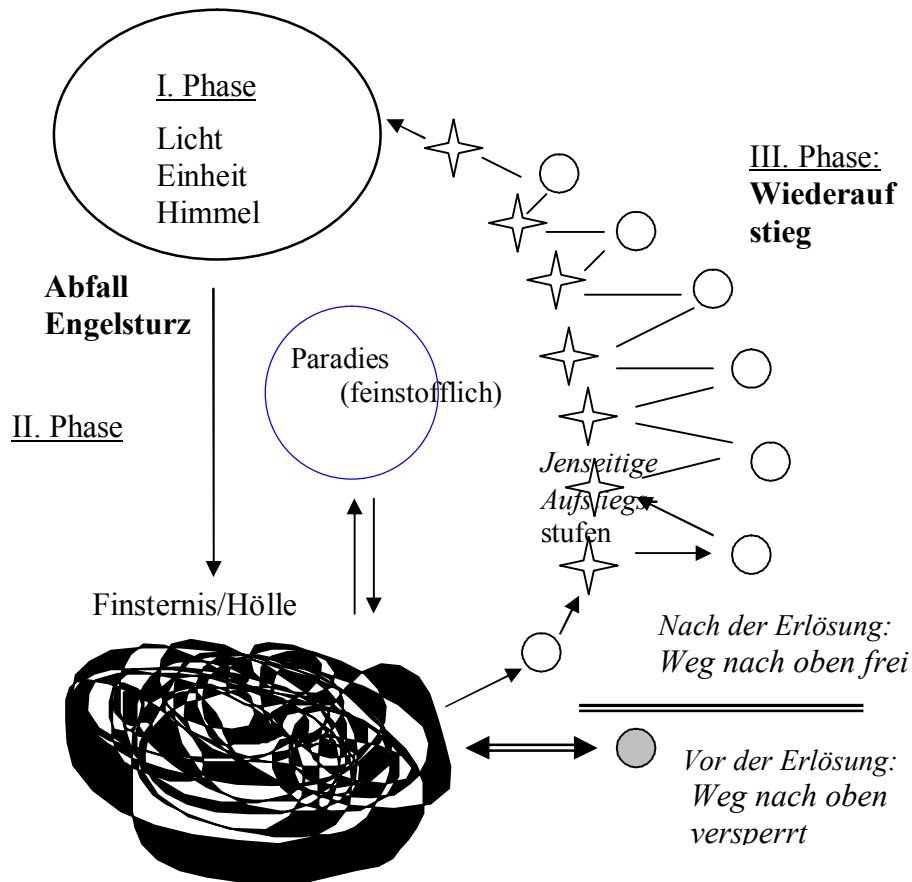 I. Phase
Licht
Einheit
Himmel
III. Phase:
Wiederauf
stieg
Abfall
Engelsturz
Paradies
(feinstofflich)
II. Phase
Jenseitige
Aufstiegs-
stufen
Finsternis/Hölle
Nach der Erlösung:
Weg nach oben frei
Vor der Erlösung:
Weg nach oben
versperrt